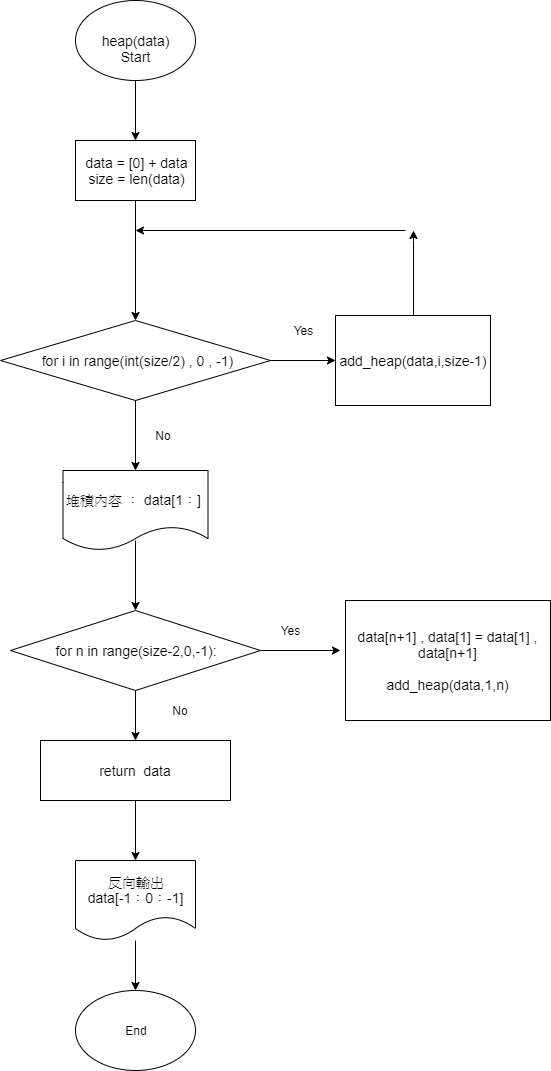 heap(data)
Start
data = [0] + data
size = len(data)
for i in range(int(size/2) , 0 , -1)
Yes
add_heap(data,i,size-1)
No
堆積內容 ： data[1：]
for n in range(size-2,0,-1):
Yes
data[n+1] , data[1] = data[1] ,
data[n+1]
add_heap(data,1,n)
No
return  data
反向輸出
data[-1：0：-1]
End